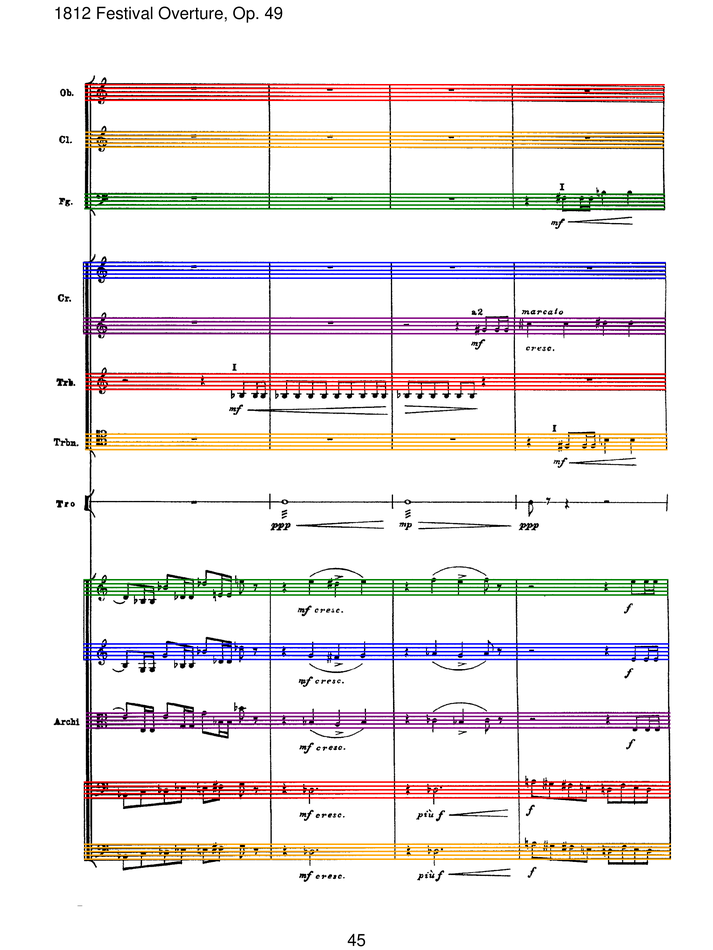 1812 Festival Overture, Op. 49
Ob.
Cl.
Fg.
I
mf
Cr.
a2 marcato
mf cresc.
I
Trb.
mf
I
Trbn.
mf
Tro
ppp mp ppp
mf cresc. f
mf cresc. f
Archi
mf cresc. f
mf cresc. più f f
mf cresc. più f f
45